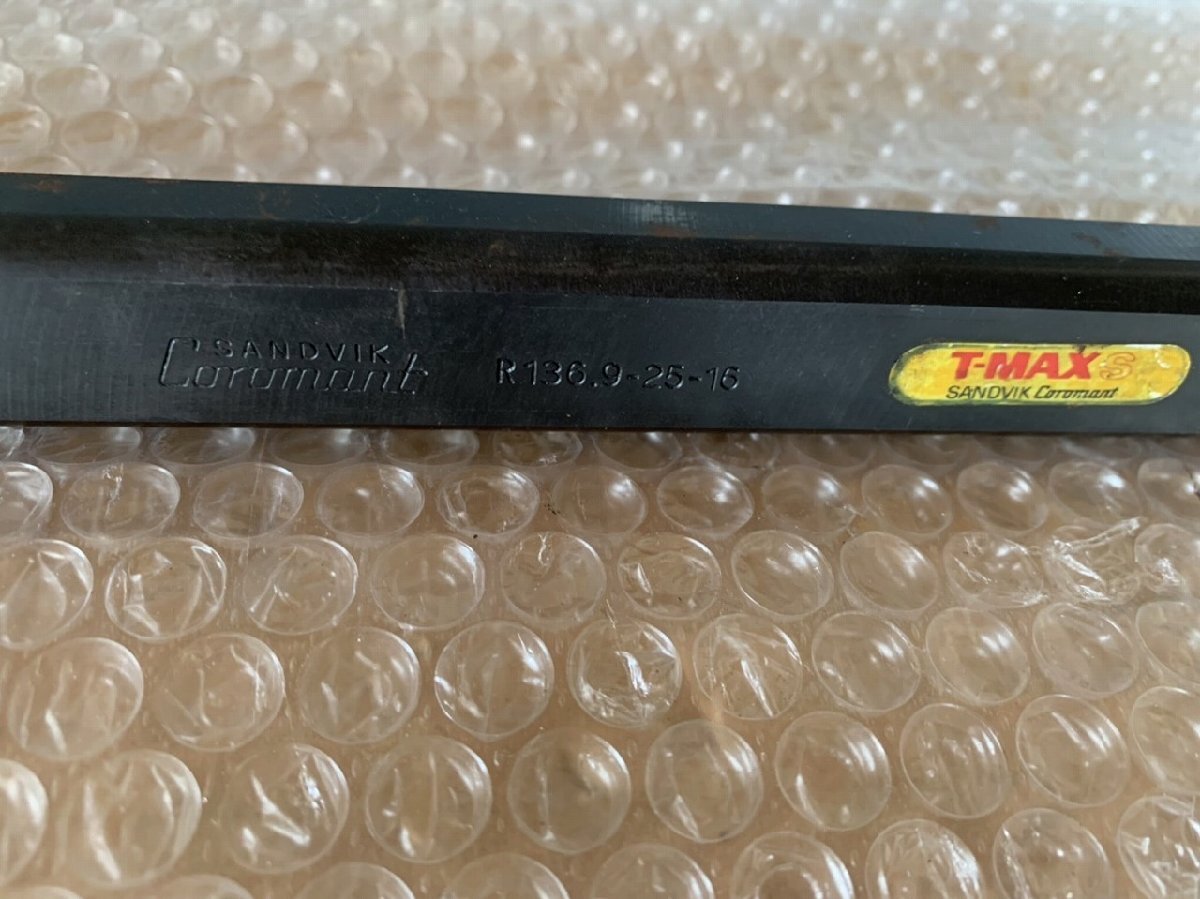 SANDVIK
Coromant
R136.9-25-16
T-MAX S
SANDVIK Coromant